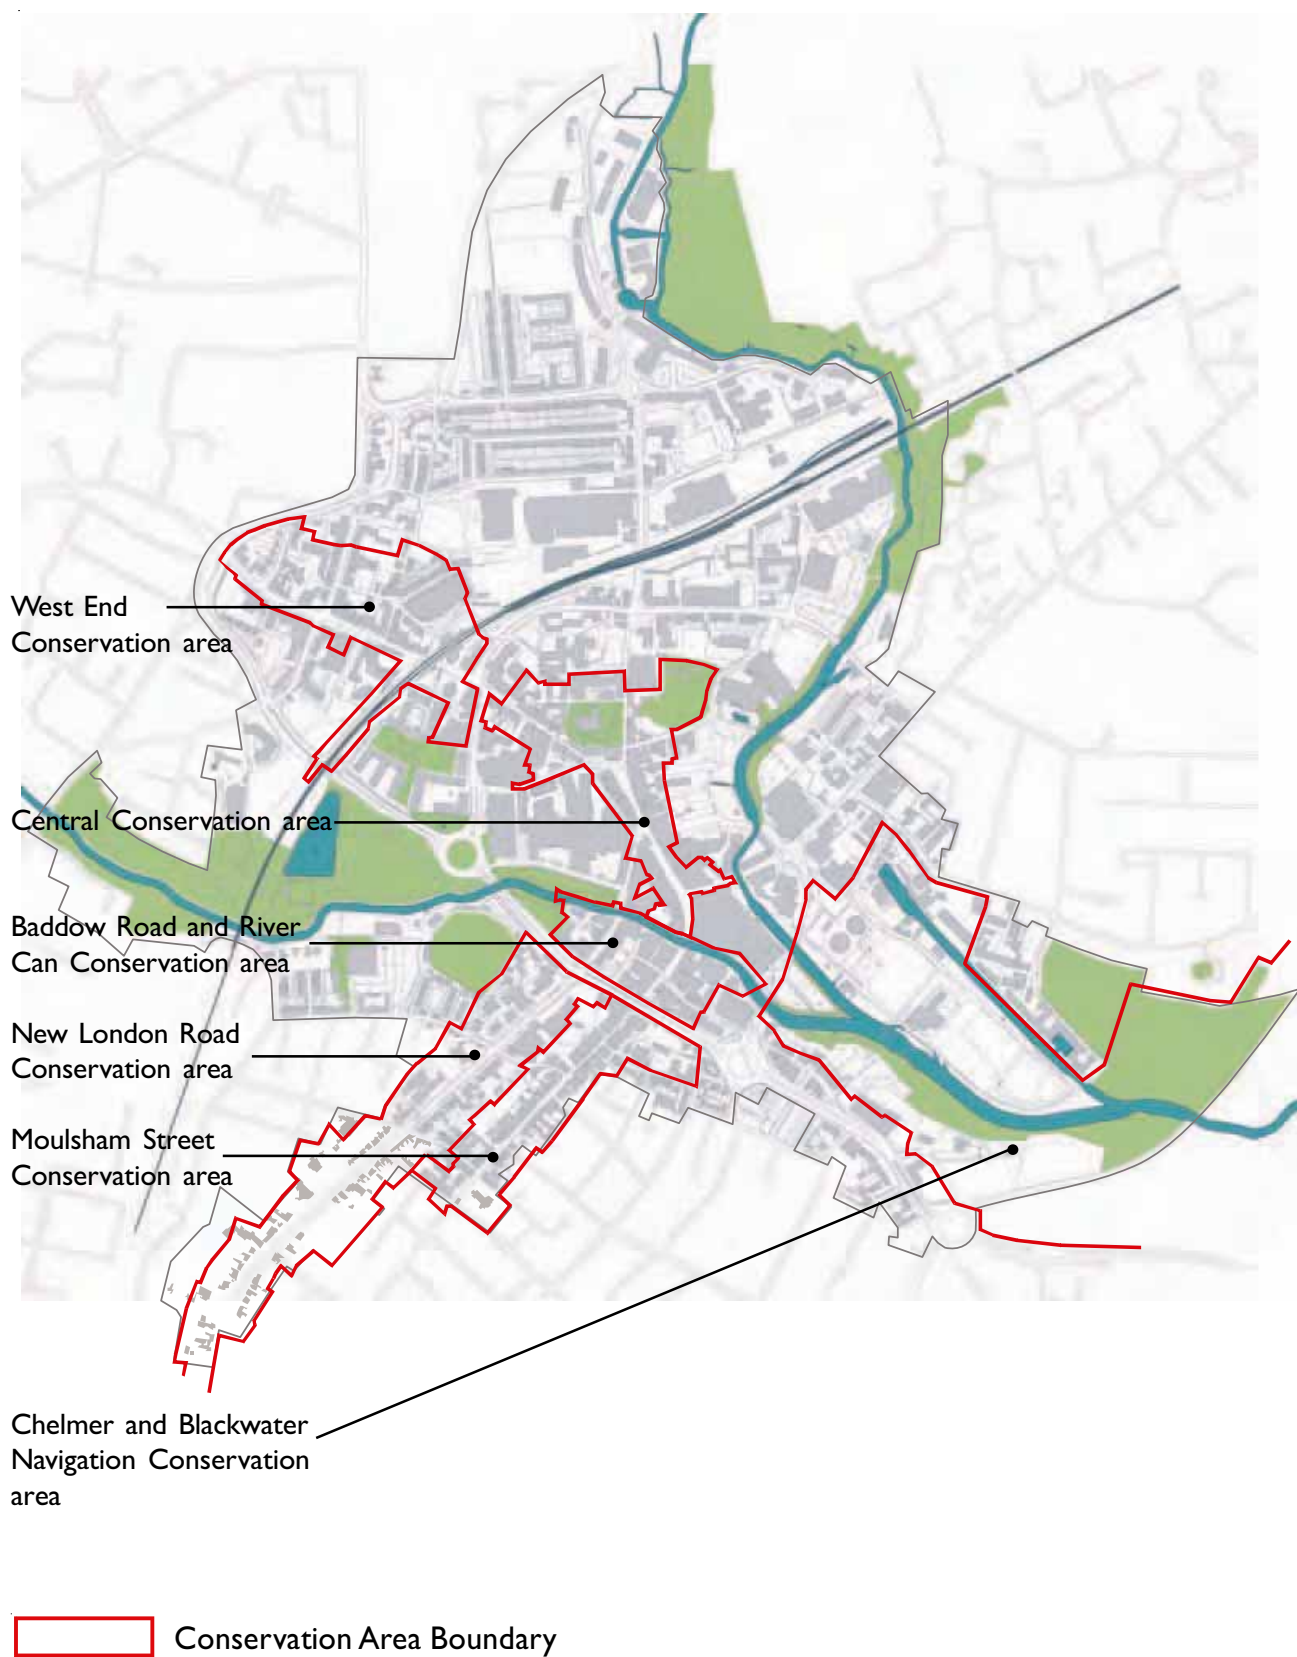 West End
Conservation area
Central Conservation area
Baddow Road and River
Can Conservation area
New London Road
Conservation area
Moulsham Street
Conservation area
Chelmer and Blackwater
Navigation Conservation
area
Conservation Area Boundary